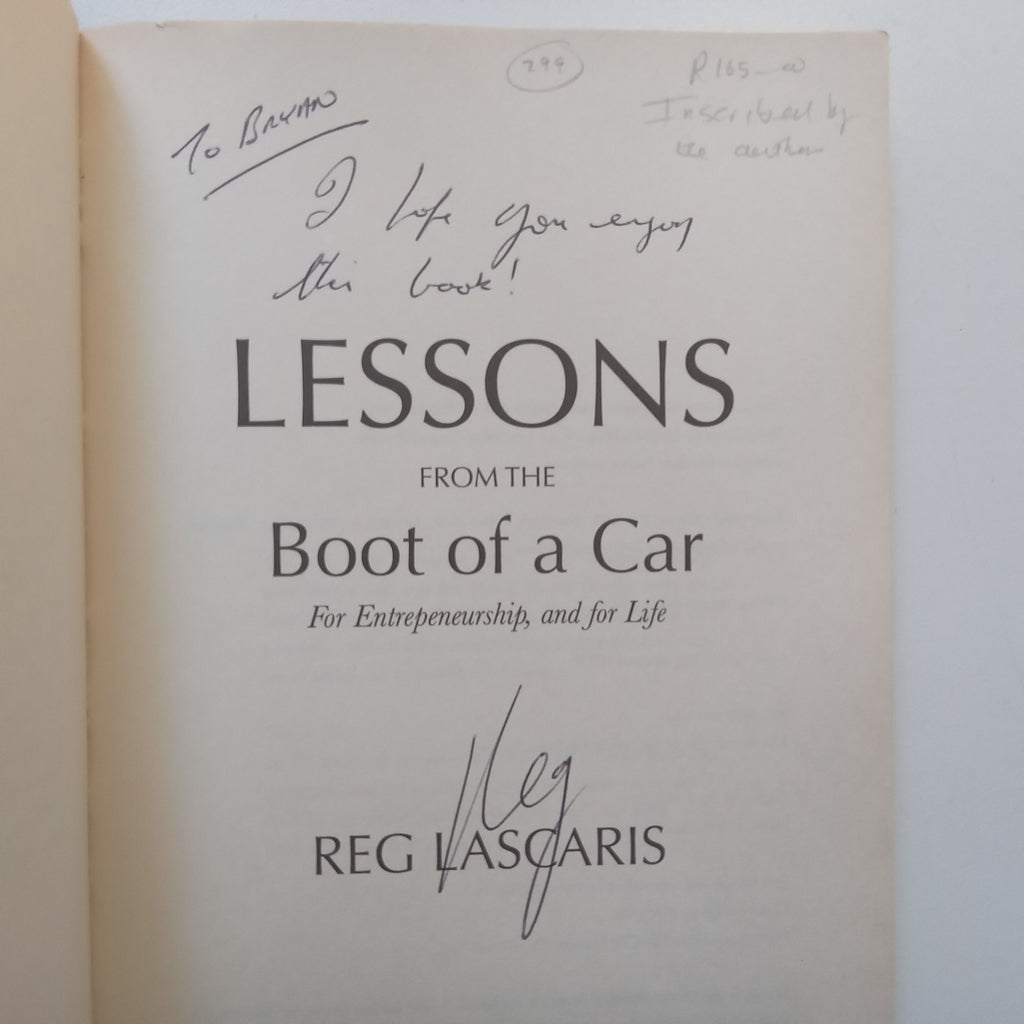 299
R165-00
Inscribed by
the author
To BRYAN
I hope you enjoy
this book!
LESSONS
FROM THE
Boot of a Car
For Entrepeneurship, and for Life
Reg
REG LASCARIS